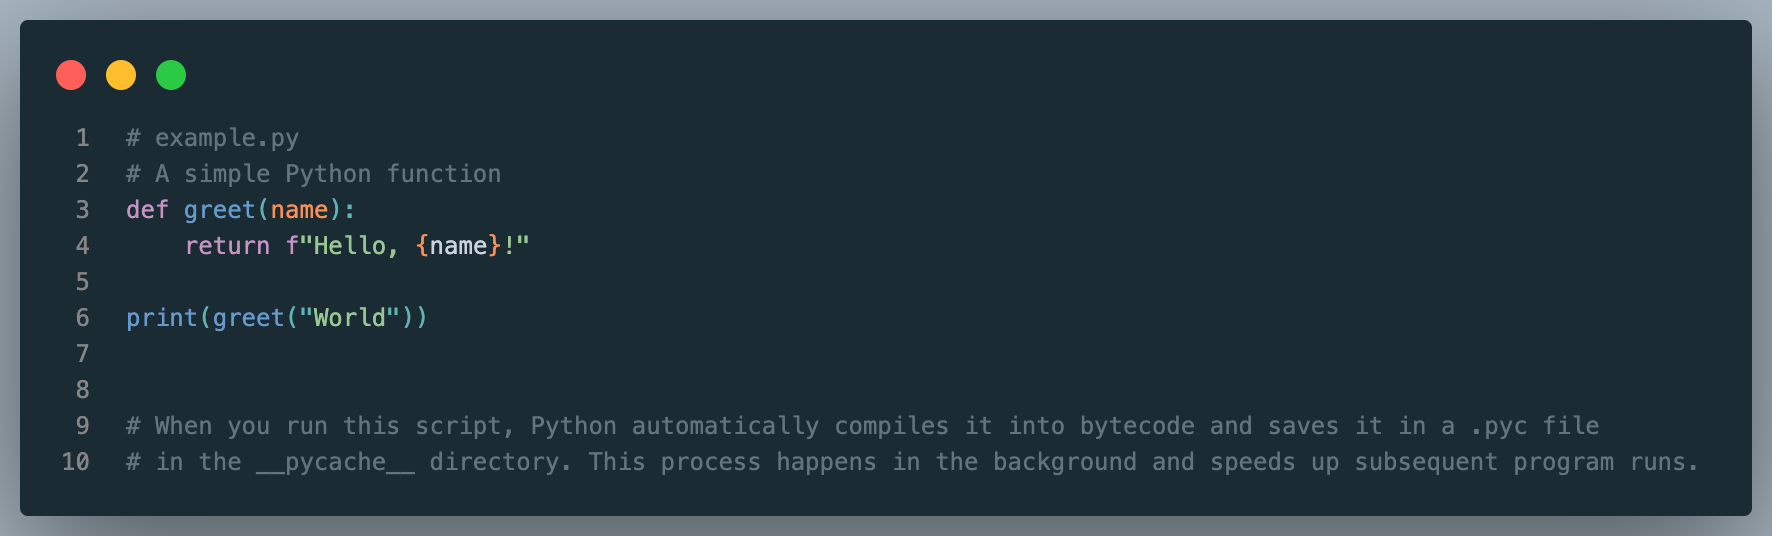 1 # example.py
2 # A simple Python function
3 def greet(name):
4     return f"Hello, {name}!"
5
6 print(greet("World"))
7
8
9 # When you run this script, Python automatically compiles it into bytecode and saves it in a .pyc file
10 # in the __pycache__ directory. This process happens in the background and speeds up subsequent program runs.